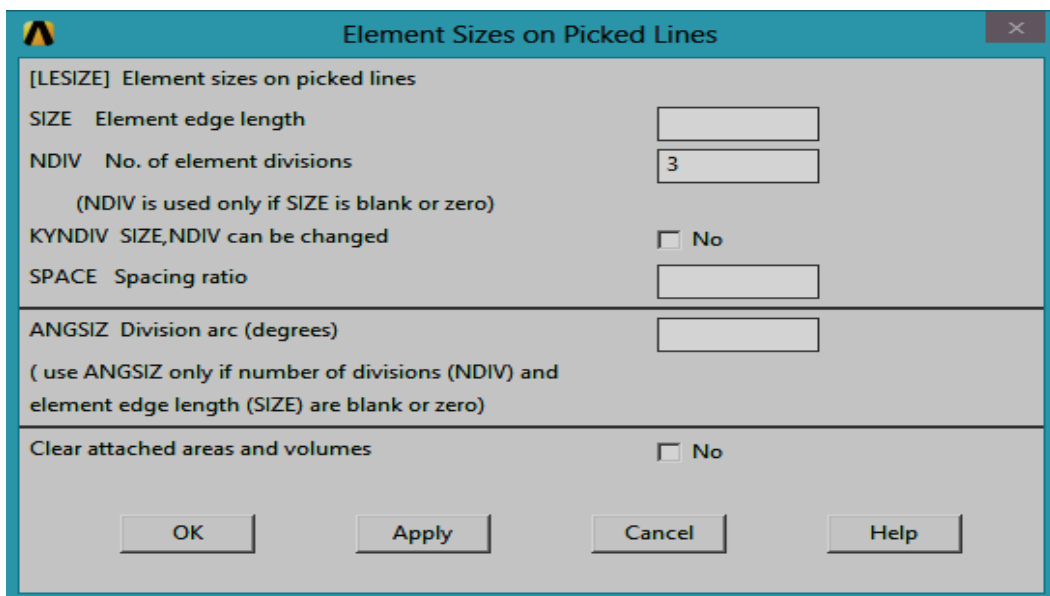 Element Sizes on Picked Lines
[LESIZE] Element sizes on picked lines
SIZE Element edge length
NDIV No. of element divisions 3
(NDIV is used only if SIZE is blank or zero)
KYNDIV SIZE,NDIV can be changed No
SPACE Spacing ratio
ANGSIZ Division arc (degrees)
( use ANGSIZ only if number of divisions (NDIV) and
element edge length (SIZE) are blank or zero)
Clear attached areas and volumes No
OK Apply Cancel Help